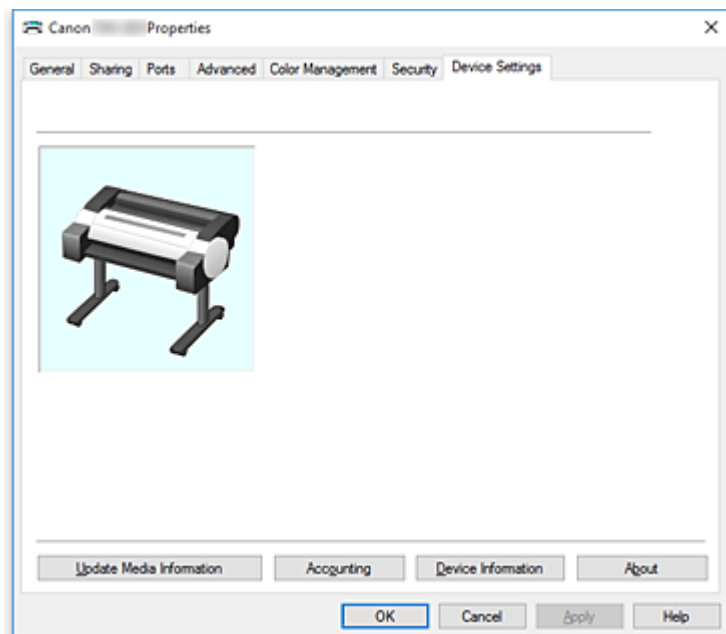 Canon Properties
General Sharing Ports Advanced Color Management Security Device Settings
Update Media Information Accounting Device Information About
OK Cancel Apply Help